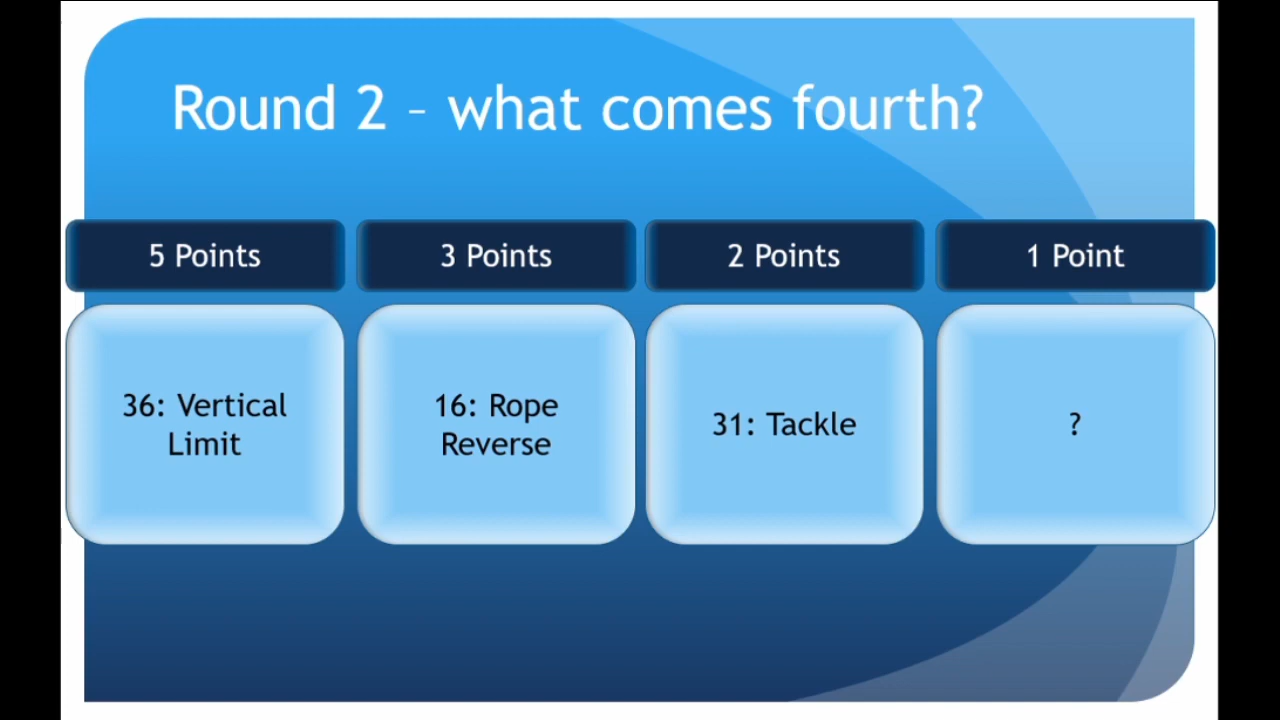 Round 2 – what comes fourth?
5 Points
3 Points
2 Points
1 Point
36: Vertical
Limit
16: Rope
Reverse
31: Tackle
?